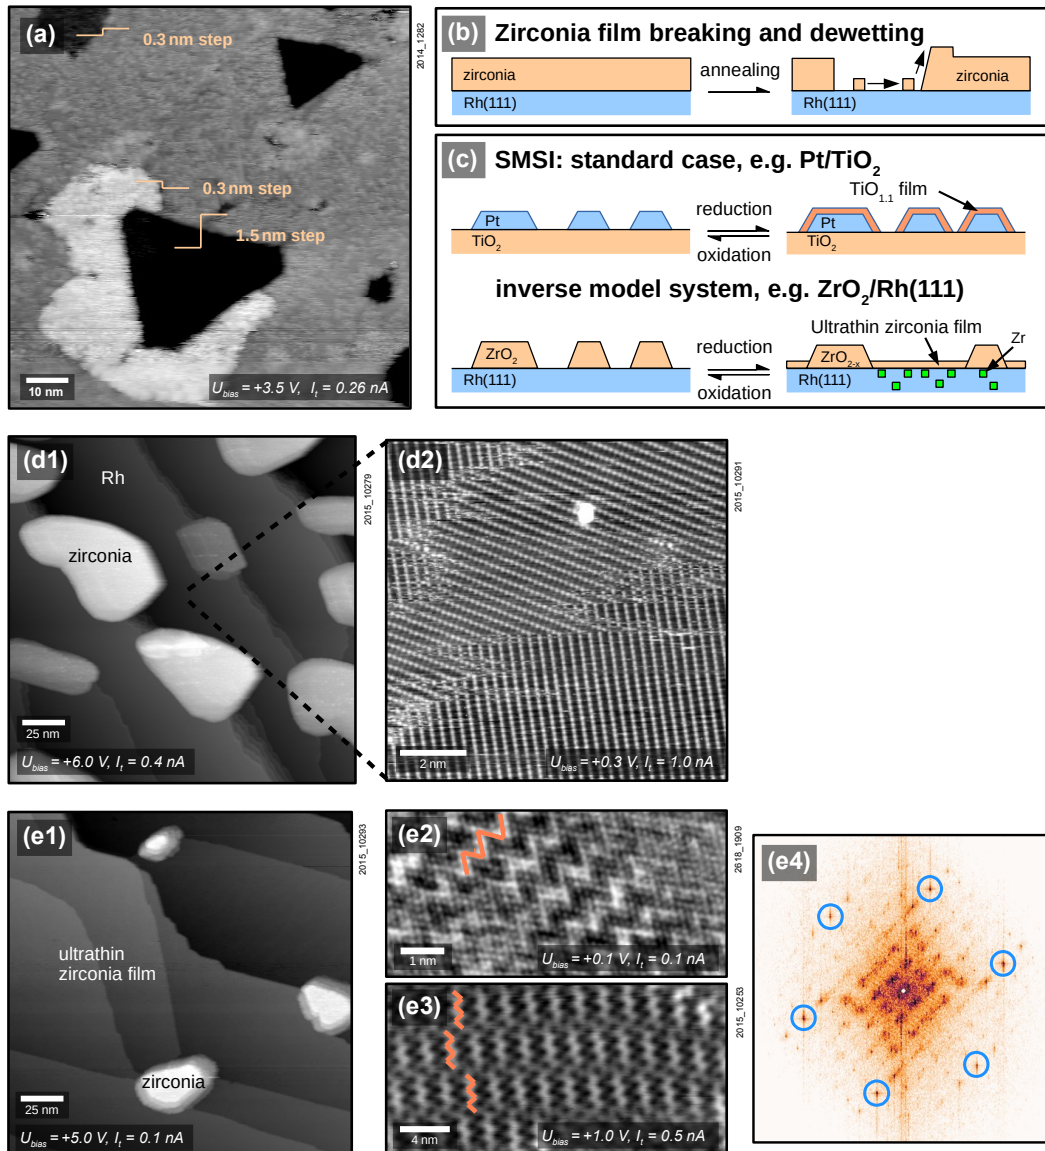 (a)
0.3 nm step
0.3 nm step
1.5 nm step
10 nm
U_bias = +3.5 V, I_t = 0.26 nA
2014_1282
(b) Zirconia film breaking and dewetting
zirconia
Rh(111)
annealing
zirconia
Rh(111)
(c) SMSI: standard case, e.g. Pt/TiO₂
TiO₁.₁ film
Pt
TiO₂
reduction
oxidation
Pt
TiO₂
inverse model system, e.g. ZrO₂/Rh(111)
Ultrathin zirconia film
Zr
ZrO₂
Rh(111)
reduction
oxidation
ZrO₂₋ₓ
Rh(111)
(d1)
Rh
zirconia
25 nm
U_bias = +6.0 V, I_t = 0.4 nA
2015_10279
(d2)
2 nm
U_bias = +0.3 V, I_t = 1.0 nA
2015_10291
(e1)
ultrathin
zirconia film
zirconia
25 nm
U_bias = +5.0 V, I_t = 0.1 nA
2015_10293
(e2)
1 nm
U_bias = +0.1 V, I_t = 0.1 nA
2618_1909
(e3)
4 nm
U_bias = +1.0 V, I_t = 0.5 nA
2015_10253
(e4)